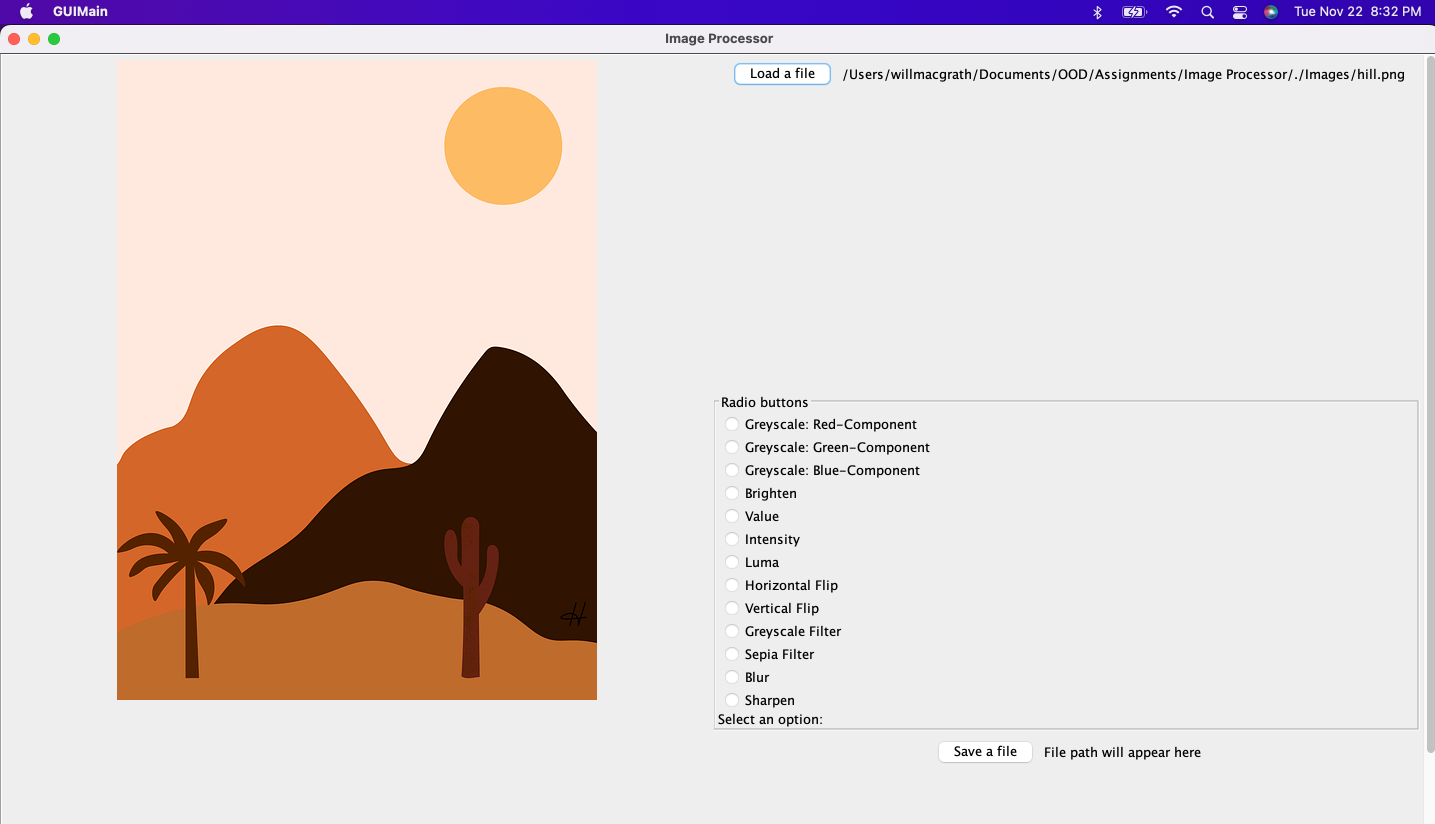 GUIMain Tue Nov 22 8:32 PM
Image Processor
Load a file /Users/willmacgrath/Documents/OOD/Assignments/Image Processor/./Images/hill.png
Radio buttons
Greyscale: Red-Component
Greyscale: Green-Component
Greyscale: Blue-Component
Brighten
Value
Intensity
Luma
Horizontal Flip
Vertical Flip
Greyscale Filter
Sepia Filter
Blur
Sharpen
Select an option:
Save a file File path will appear here